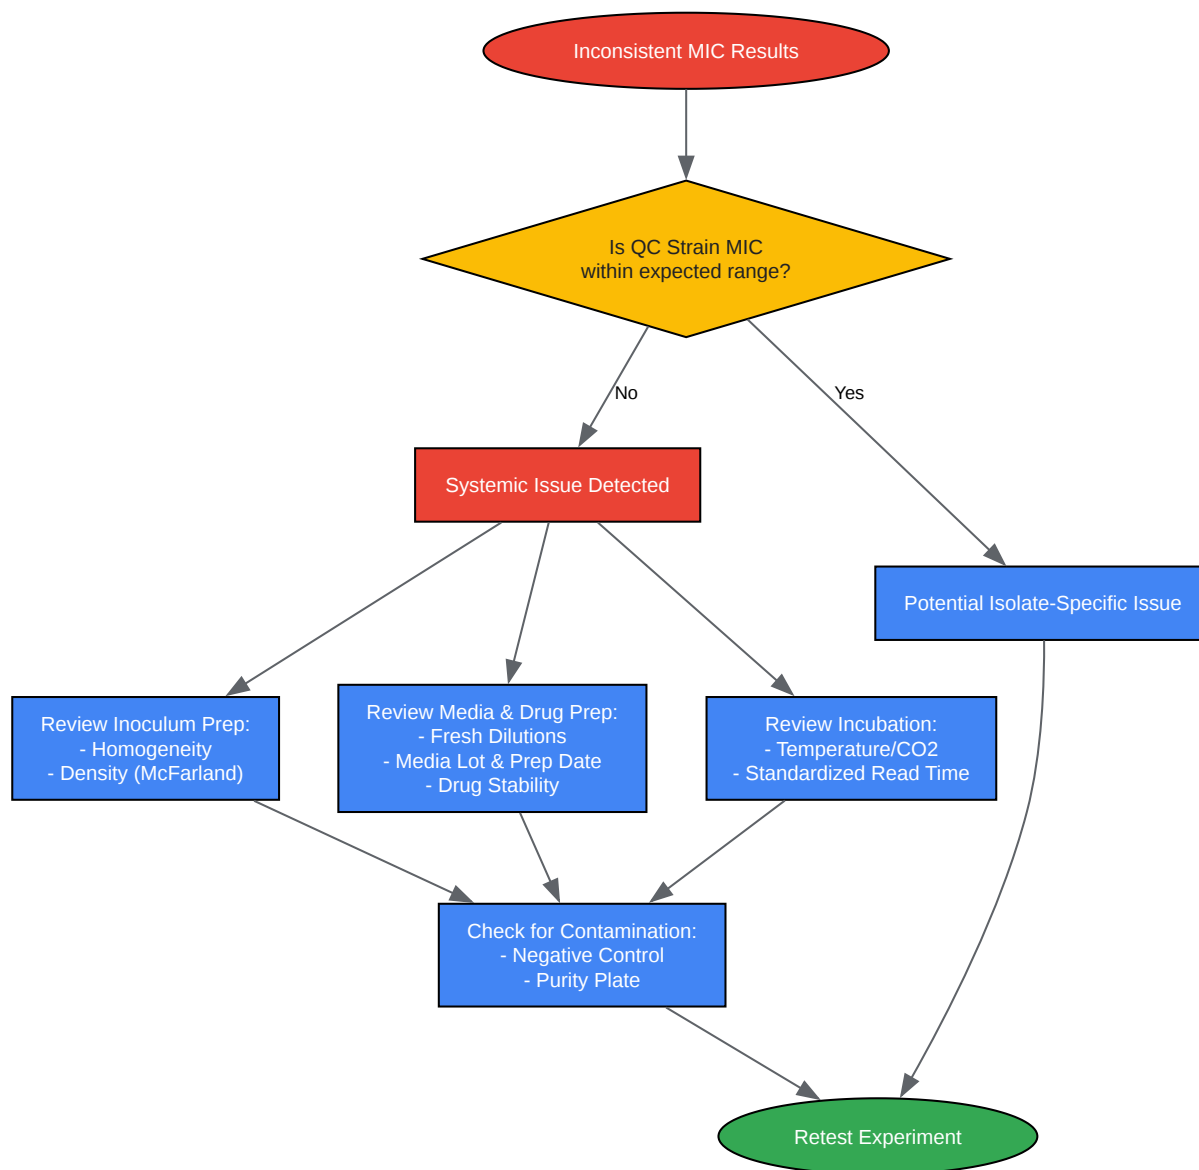 Inconsistent MIC Results
Is QC Strain MIC
within expected range?
No
Yes
Systemic Issue Detected
Potential Isolate-Specific Issue
Review Inoculum Prep:
- Homogeneity
- Density (McFarland)
Review Media & Drug Prep:
- Fresh Dilutions
- Media Lot & Prep Date
- Drug Stability
Review Incubation:
- Temperature/CO2
- Standardized Read Time
Check for Contamination:
- Negative Control
- Purity Plate
Retest Experiment